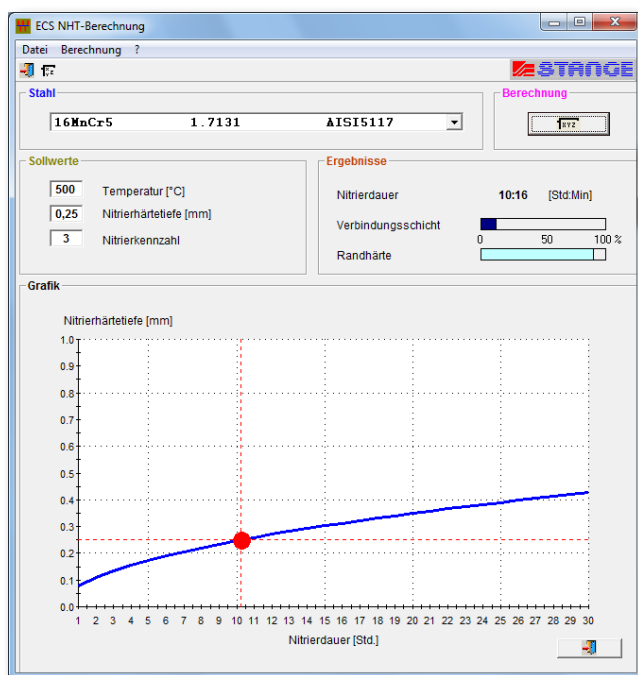 ECS NHT-Berechnung
Datei Berechnung ?
STANGE
Stahl
16MnCr5 1.7131 AISI5117
Berechnung
XYZ
Sollwerte
500 Temperatur [°C]
0,25 Nitrierhärtetiefe [mm]
3 Nitrierkennzahl
Ergebnisse
Nitrierdauer 10:16 [Std:Min]
Verbindungsschicht
0 50 100 %
Randhärte
Grafik
Nitrierhärtetiefe [mm]
1.0
0.9
0.8
0.7
0.6
0.5
0.4
0.3
0.2
0.1
0.0
1 2 3 4 5 6 7 8 9 10 11 12 13 14 15 16 17 18 19 20 21 22 23 24 25 26 27 28 29 30
Nitrierdauer [Std.]